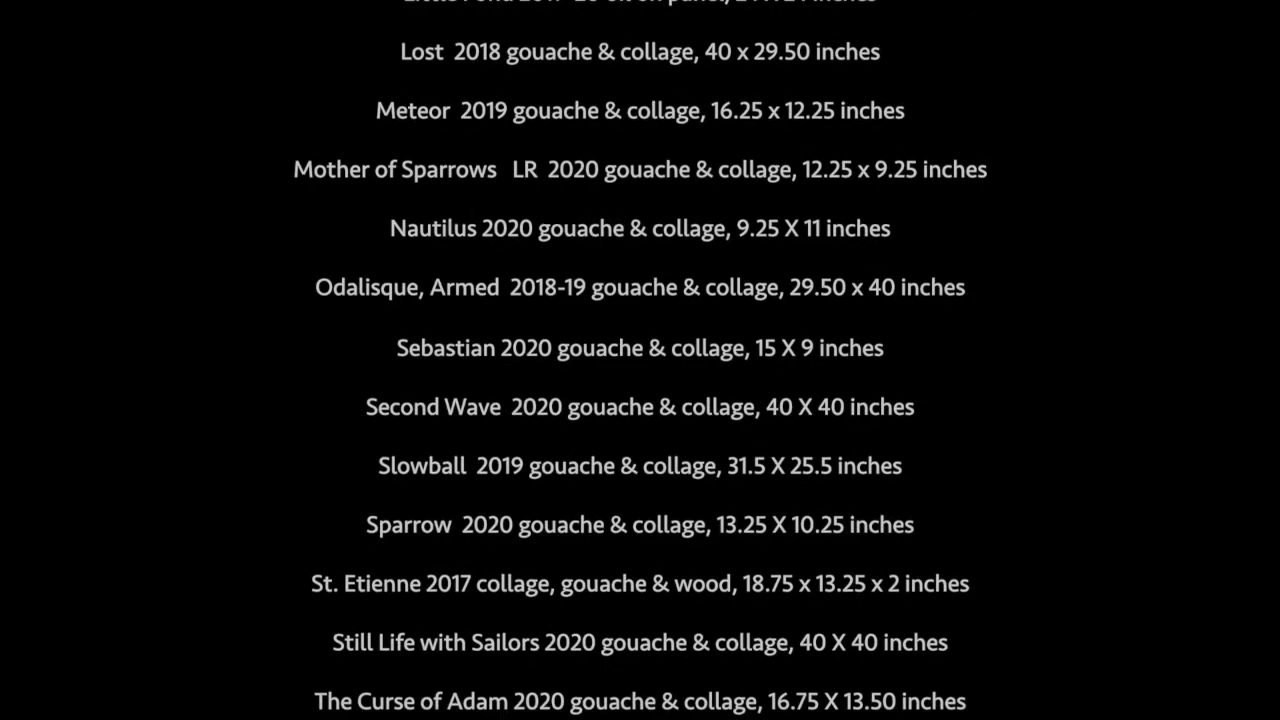 Lost  2018 gouache & collage, 40 x 29.50 inches
Meteor  2019 gouache & collage, 16.25 x 12.25 inches
Mother of Sparrows   LR  2020 gouache & collage, 12.25 x 9.25 inches
Nautilus 2020 gouache & collage, 9.25 X 11 inches
Odalisque, Armed  2018-19 gouache & collage, 29.50 x 40 inches
Sebastian 2020 gouache & collage, 15 X 9 inches
Second Wave  2020 gouache & collage, 40 X 40 inches
Slowball  2019 gouache & collage, 31.5 X 25.5 inches
Sparrow  2020 gouache & collage, 13.25 X 10.25 inches
St. Etienne 2017 collage, gouache & wood, 18.75 x 13.25 x 2 inches
Still Life with Sailors 2020 gouache & collage, 40 X 40 inches
The Curse of Adam 2020 gouache & collage, 16.75 X 13.50 inches